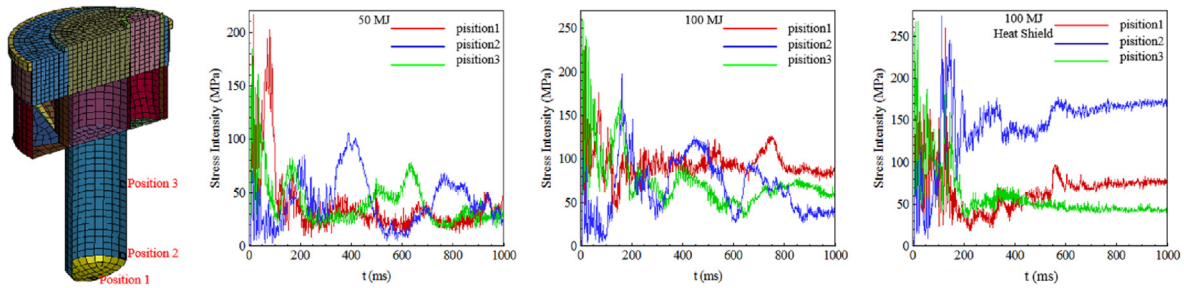 Position 3
Position 2
Position 1
50 MJ
pisition1
pisition2
pisition3
Stress Intensity (MPa)
200
150
100
50
0
0 200 400 600 800 1000
t (ms)
100 MJ
pisition1
pisition2
pisition3
Stress Intensity (MPa)
250
200
150
100
50
0
0 200 400 600 800 1000
t (ms)
100 MJ
Heat Shield
pisition1
pisition2
pisition3
Stress Intensity (MPa)
250
200
150
100
50
0
0 200 400 600 800 1000
t (ms)